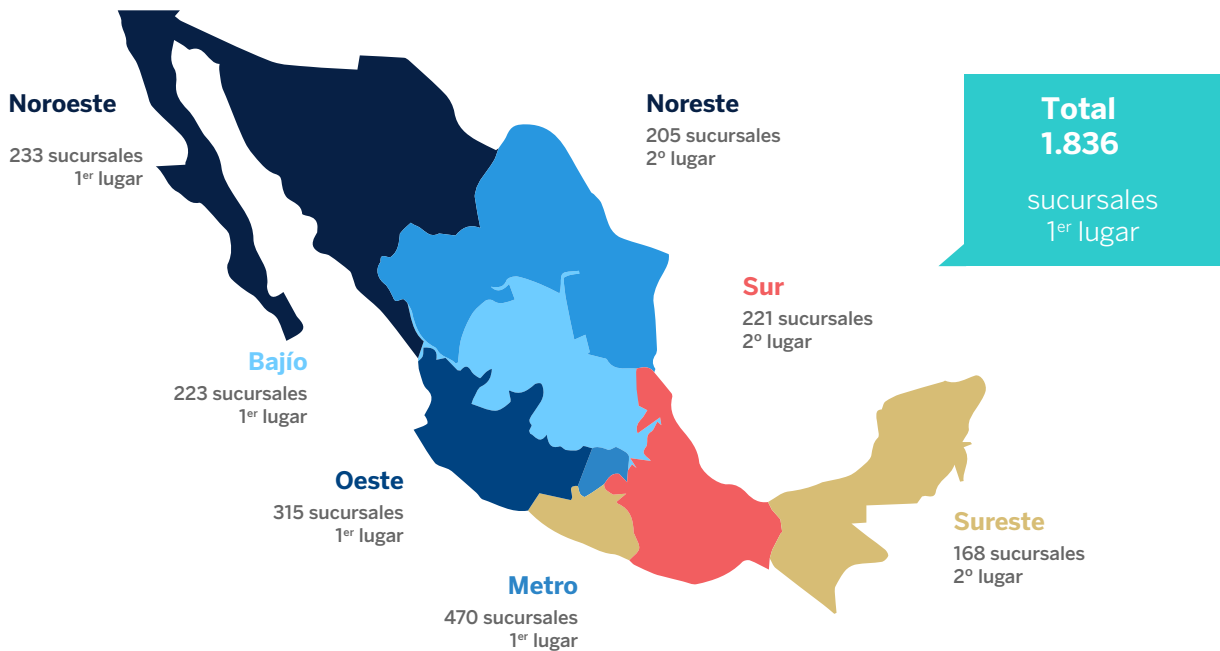 Noroeste
233 sucursales
1er lugar
Noreste
205 sucursales
2º lugar
Total
1.836
sucursales
1er lugar
Sur
221 sucursales
2º lugar
Bajío
223 sucursales
1er lugar
Oeste
315 sucursales
1er lugar
Sureste
168 sucursales
2º lugar
Metro
470 sucursales
1er lugar